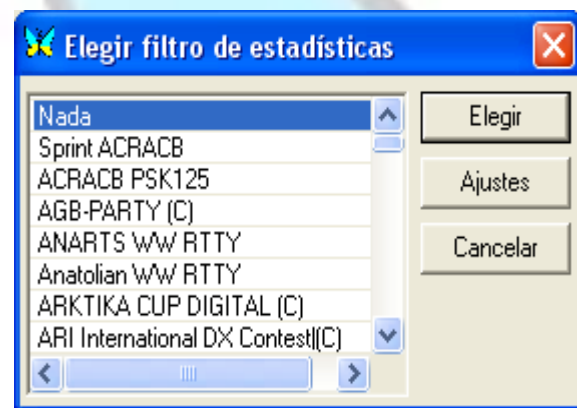 Elegir filtro de estadísticas
Nada
Sprint ACRACB
ACRACB PSK125
AGB-PARTY (C)
ANARTS WW RTTY
Anatolian WW RTTY
ARKTIKA CUP DIGITAL (C)
ARI International DX Contest|(C)
Elegir
Ajustes
Cancelar